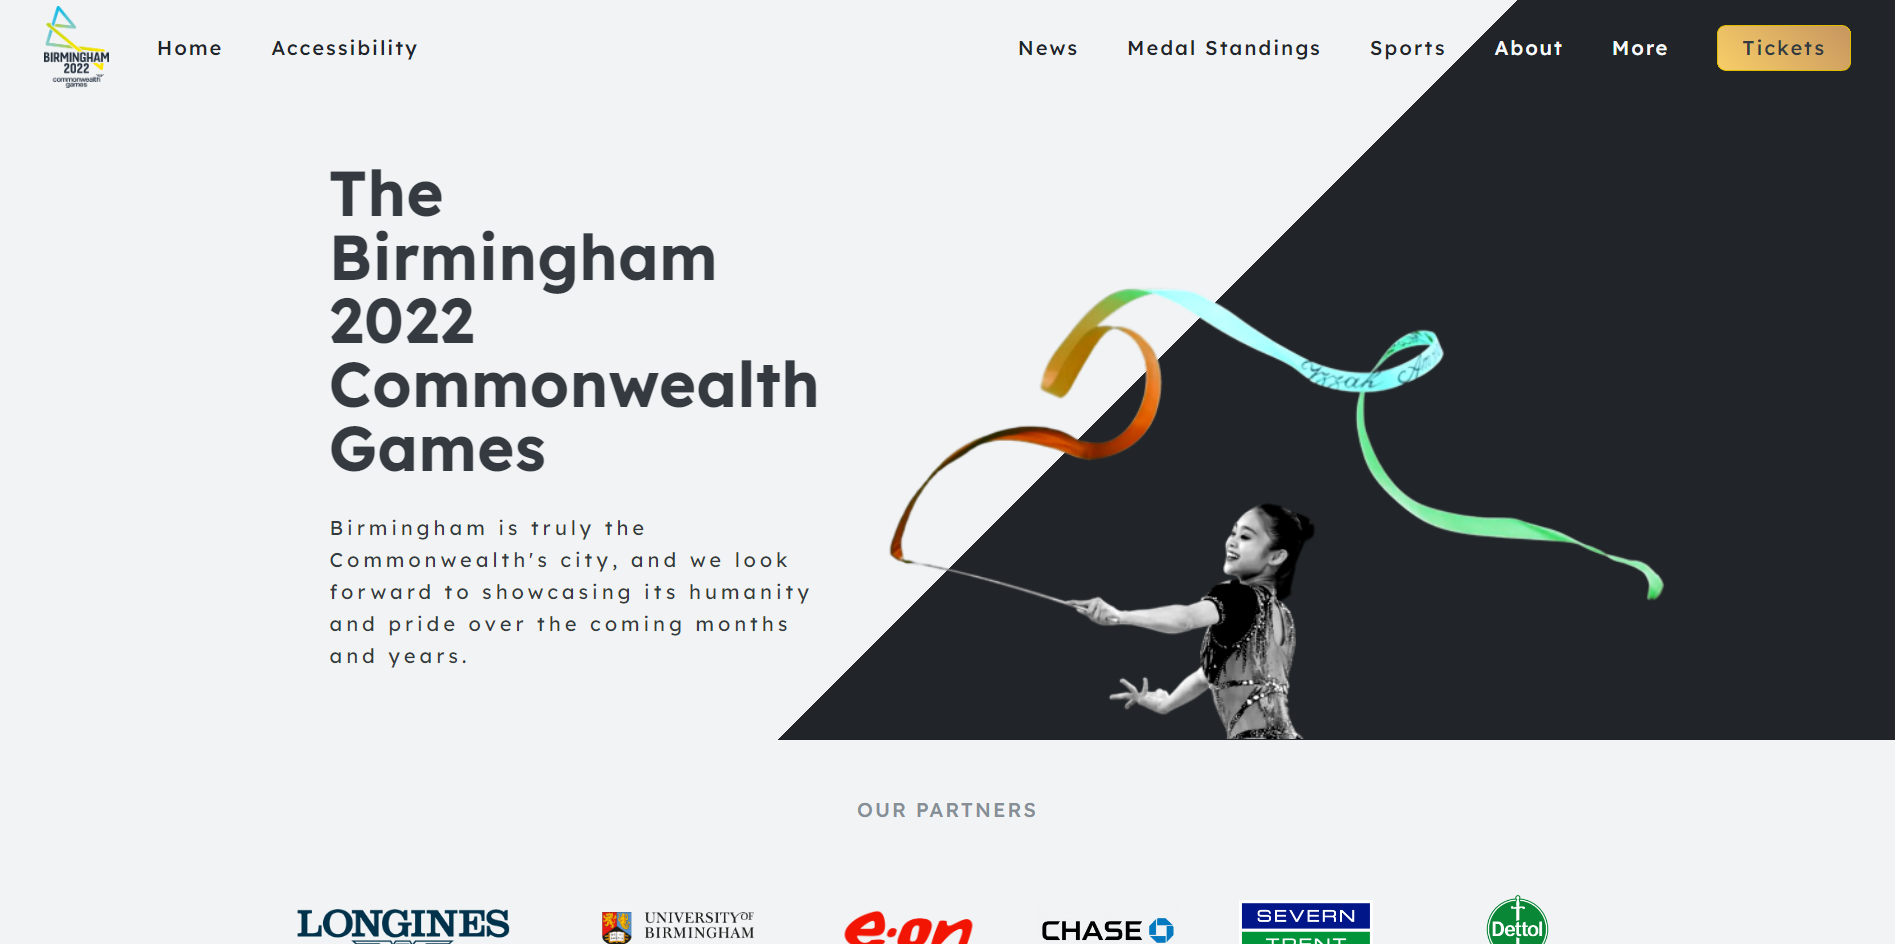 BIRMINGHAM
2022
commonwealth
games
Home
Accessibility
News
Medal Standings
Sports
About
More
Tickets
The
Birmingham
2022
Commonwealth
Games
Birmingham is truly the
Commonwealth's city, and we look
forward to showcasing its humanity
and pride over the coming months
and years.
OUR PARTNERS
LONGINES
UNIVERSITYOF
BIRMINGHAM
e·on
CHASE
SEVERN
TRENT
Dettol